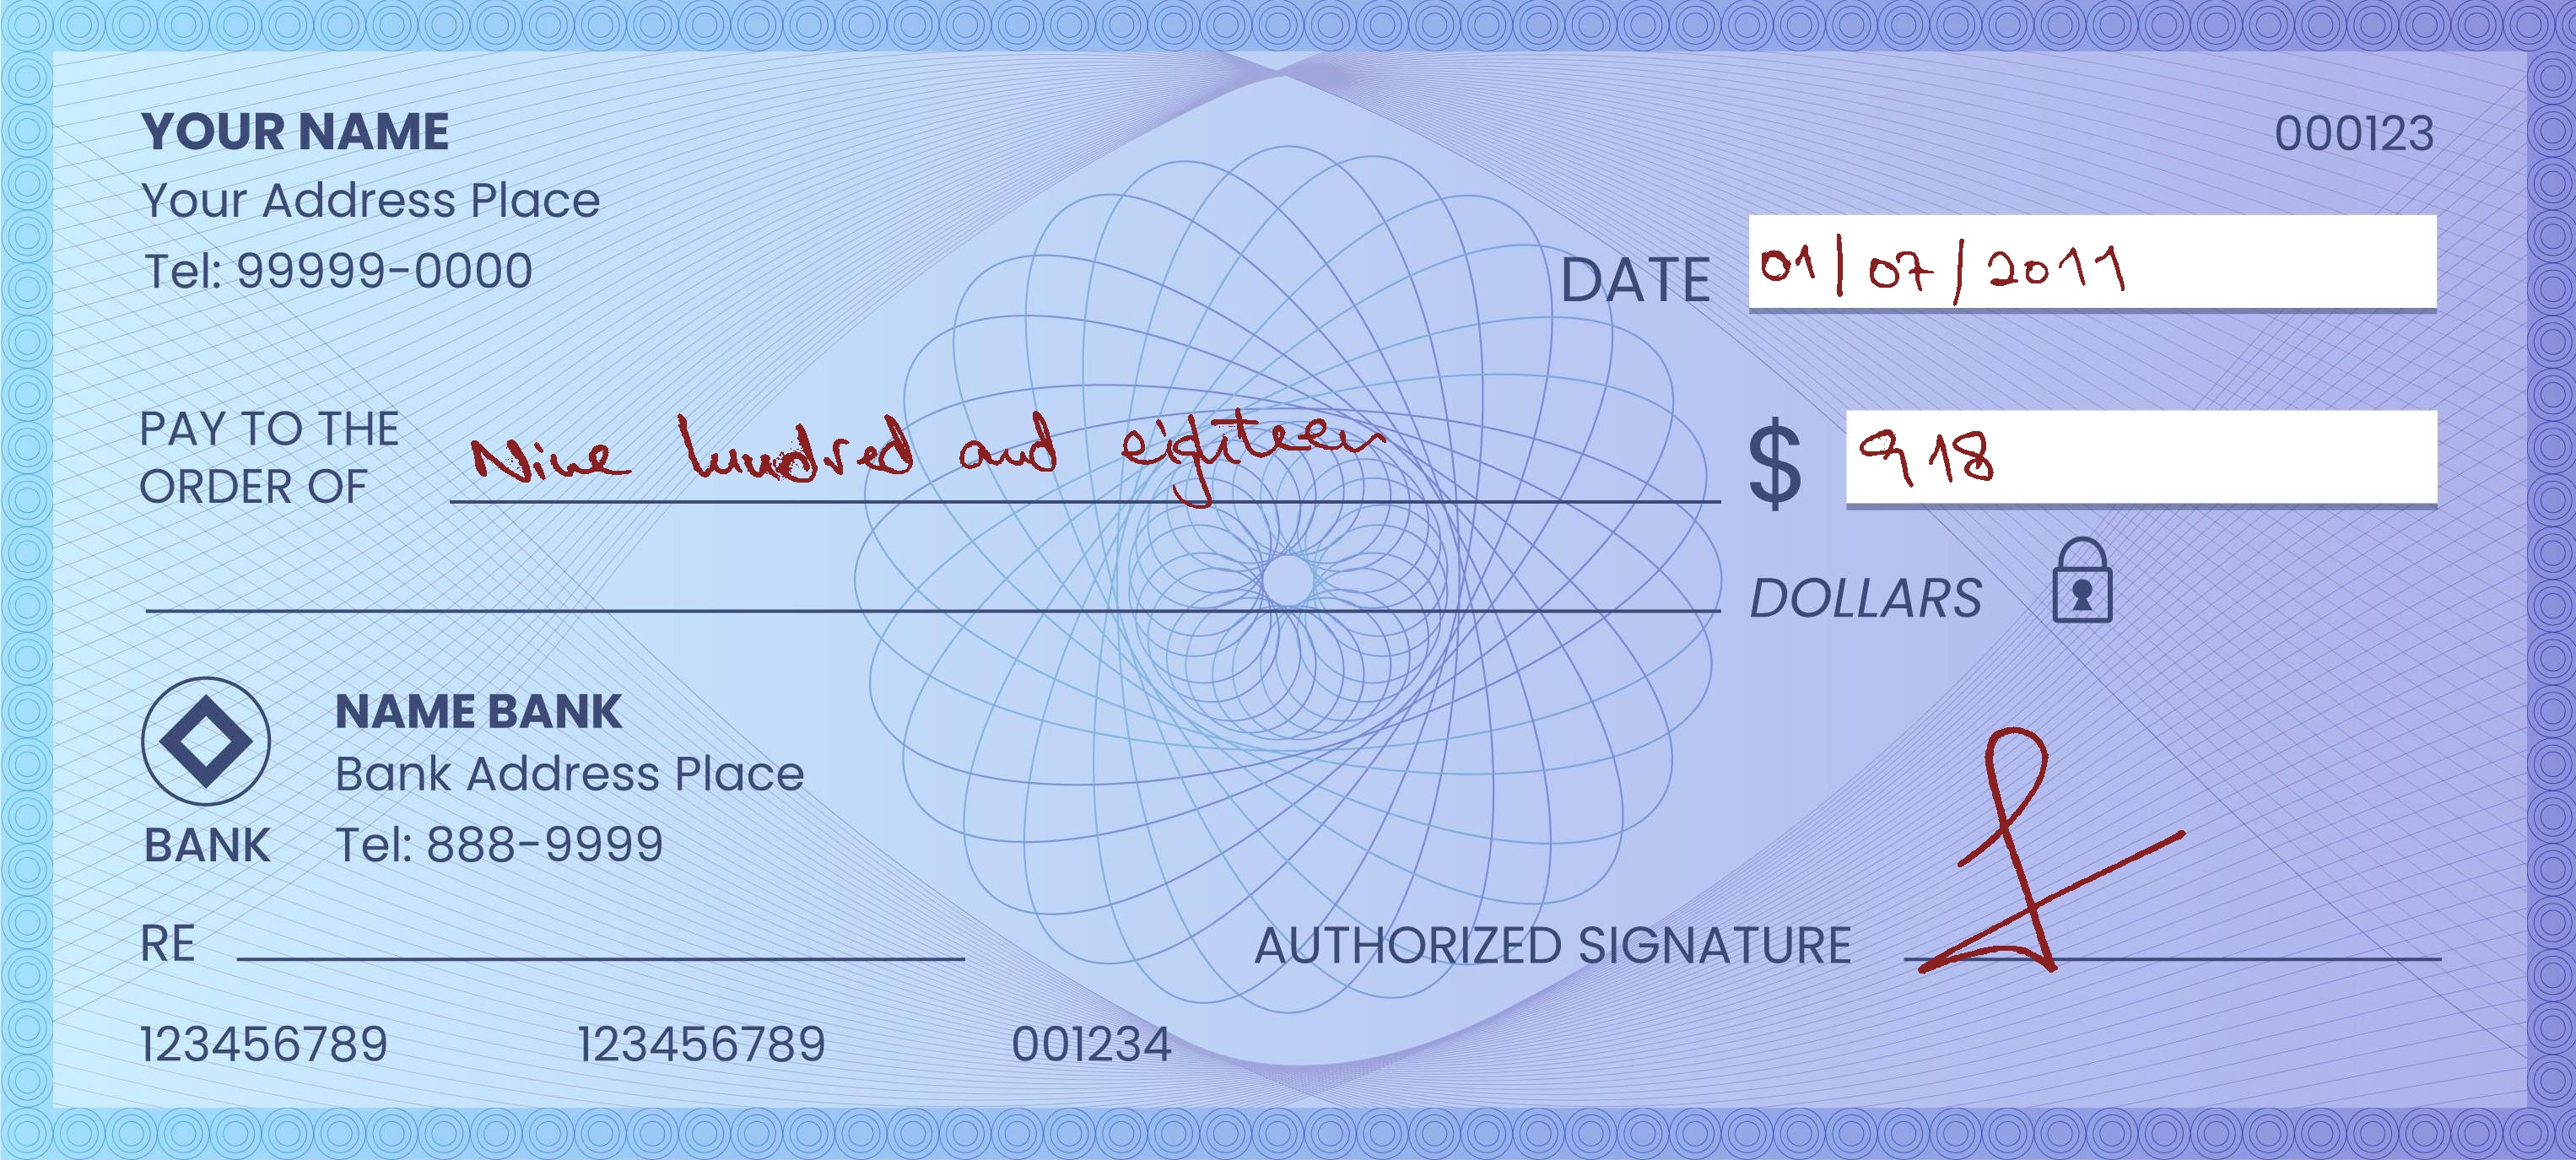 YOUR NAME
000123
Your Address Place
Tel: 99999-0000
DATE 01/07/2011
PAY TO THE
ORDER OF Nine hundred and eighteen $ 918
DOLLARS
NAME BANK
Bank Address Place
BANK Tel: 888-9999
RE
AUTHORIZED SIGNATURE
123456789 123456789 001234